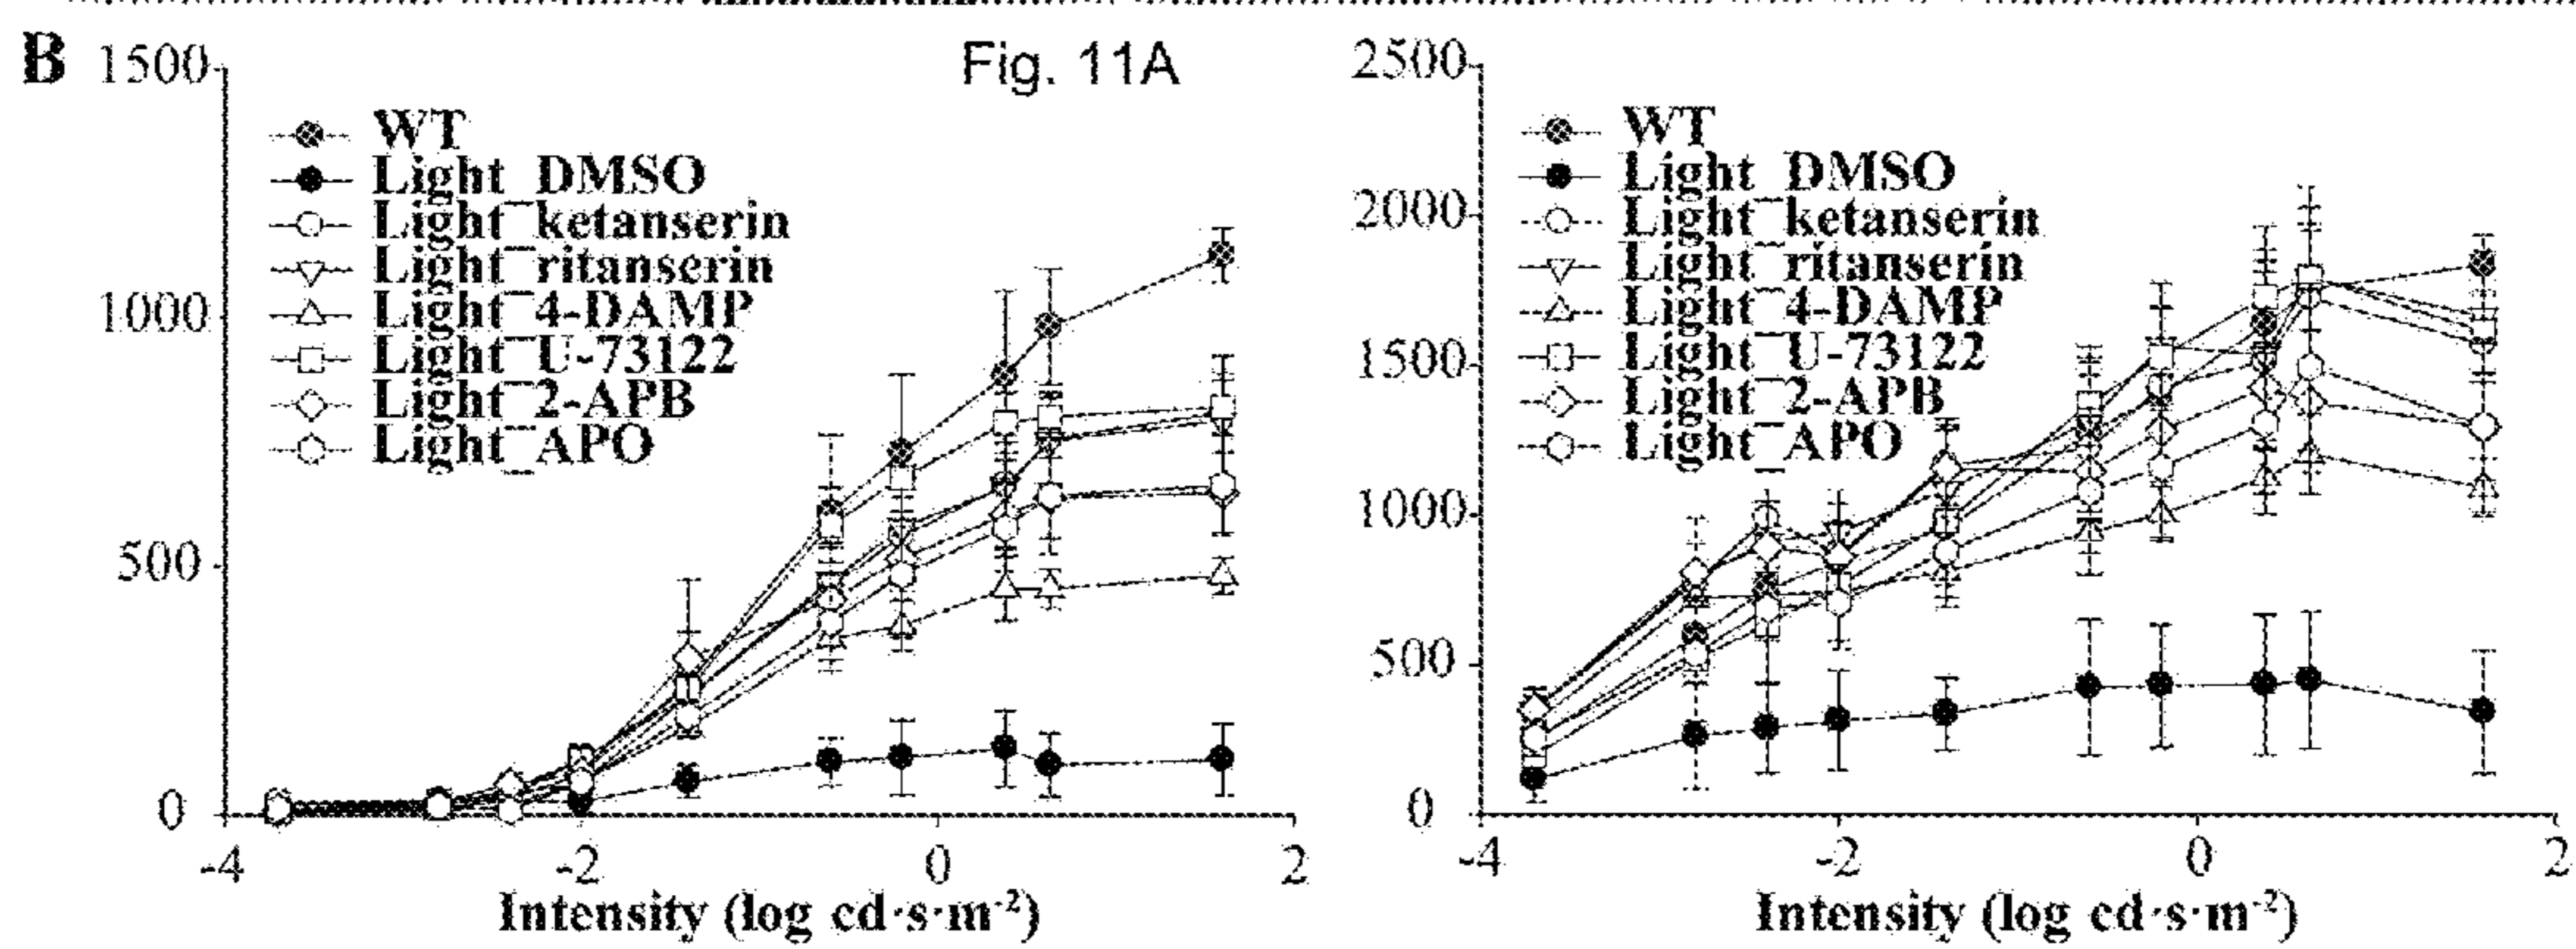 B
Fig. 11A
1500
1000
500
0
WT
Light_DMSO
Light_ketanserin
Light_ritanserin
Light_4-DAMP
Light_U-73122
Light_2-APB
Light_APO
-4 -2 0 2
Intensity (log cd·s·m-2)
2500
2000
1500
1000
500
0
WT
Light_DMSO
Light_ketanserin
Light_ritanserin
Light_4-DAMP
Light_U-73122
Light_2-APB
Light_APO
-4 -2 0 2
Intensity (log cd·s·m-2)